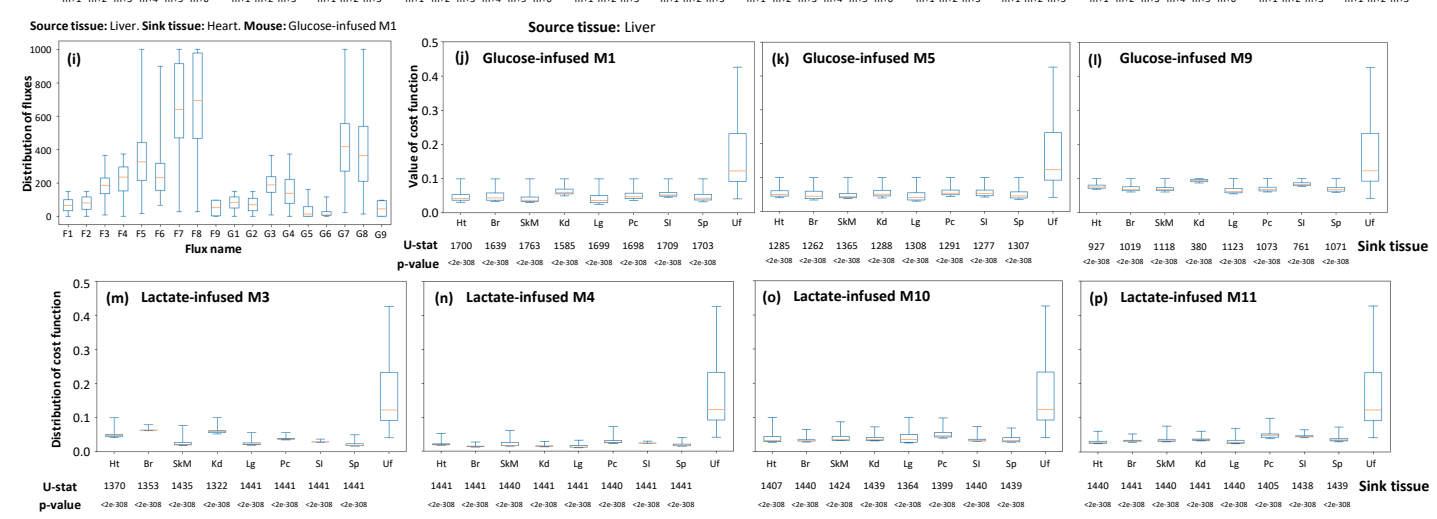 Source tissue: Liver. Sink tissue: Heart. Mouse: Glucose-infused M1
Source tissue: Liver
(i)
Distribution of fluxes
1000
800
600
400
200
0
F1 F2 F3 F4 F5 F6 F7 F8 F9 G1 G2 G3 G4 G5 G6 G7 G8 G9
Flux name
(j) Glucose-infused M1
Value of cost function
0.5
0.4
0.3
0.2
0.1
0.0
Ht Br SkM Kd Lg Pc SI Sp Uf
U-stat 1700 1639 1763 1585 1699 1698 1709 1703
p-value <2e-308 <2e-308 <2e-308 <2e-308 <2e-308 <2e-308 <2e-308 <2e-308
(k) Glucose-infused M5
Ht Br SkM Kd Lg Pc SI Sp Uf
1285 1262 1365 1288 1308 1291 1277 1307
<2e-308 <2e-308 <2e-308 <2e-308 <2e-308 <2e-308 <2e-308 <2e-308
(l) Glucose-infused M9
Ht Br SkM Kd Lg Pc SI Sp Uf
927 1019 1118 380 1123 1073 761 1071 Sink tissue
<2e-308 <2e-308 <2e-308 <2e-308 <2e-308 <2e-308 <2e-308 <2e-308
(m) Lactate-infused M3
Distribution of cost function
0.5
0.4
0.3
0.2
0.1
0.0
Ht Br SkM Kd Lg Pc SI Sp Uf
U-stat 1370 1353 1435 1322 1441 1441 1441 1441
p-value <2e-308 <2e-308 <2e-308 <2e-308 <2e-308 <2e-308 <2e-308 <2e-308
(n) Lactate-infused M4
Ht Br SkM Kd Lg Pc SI Sp Uf
1441 1441 1440 1441 1441 1440 1441 1441
<2e-308 <2e-308 <2e-308 <2e-308 <2e-308 <2e-308 <2e-308 <2e-308
(o) Lactate-infused M10
Ht Br SkM Kd Lg Pc SI Sp Uf
1407 1440 1424 1439 1364 1399 1440 1439
<2e-308 <2e-308 <2e-308 <2e-308 <2e-308 <2e-308 <2e-308 <2e-308
(p) Lactate-infused M11
Ht Br SkM Kd Lg Pc SI Sp Uf
1440 1441 1440 1441 1440 1405 1438 1439 Sink tissue
<2e-308 <2e-308 <2e-308 <2e-308 <2e-308 <2e-308 <2e-308 <2e-308